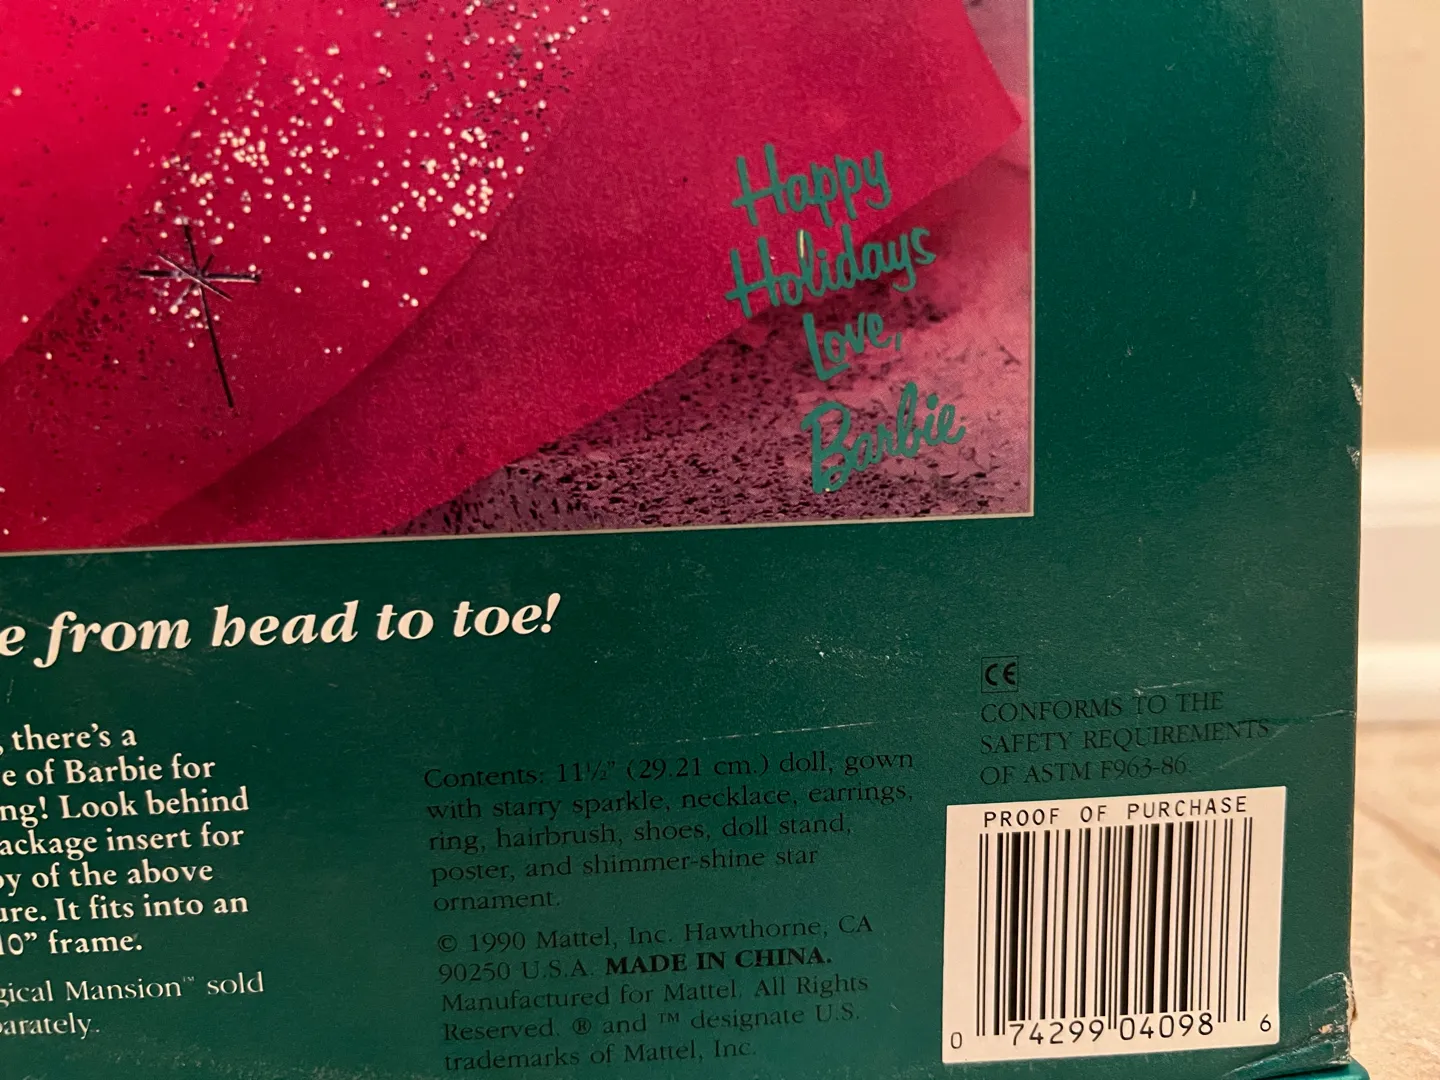 Happy
Holidays
Love,
Barbie
e from head to toe!
, there's a
e of Barbie for
ng! Look behind
ackage insert for
y of the above
ure. It fits into an
10" frame.
gical Mansion™ sold
arately.
Contents: 11½" (29.21 cm.) doll, gown
with starry sparkle, necklace, earrings,
ring, hairbrush, shoes, doll stand,
poster, and shimmer-shine star
ornament.
© 1990 Mattel, Inc. Hawthorne, CA
90250 U.S.A. MADE IN CHINA.
Manufactured for Mattel. All Rights
Reserved. ® and ™ designate U.S.
trademarks of Mattel, Inc.
CE
CONFORMS TO THE
SAFETY REQUIREMENTS
OF ASTM F963-86.
PROOF OF PURCHASE
0 74299 04098 6